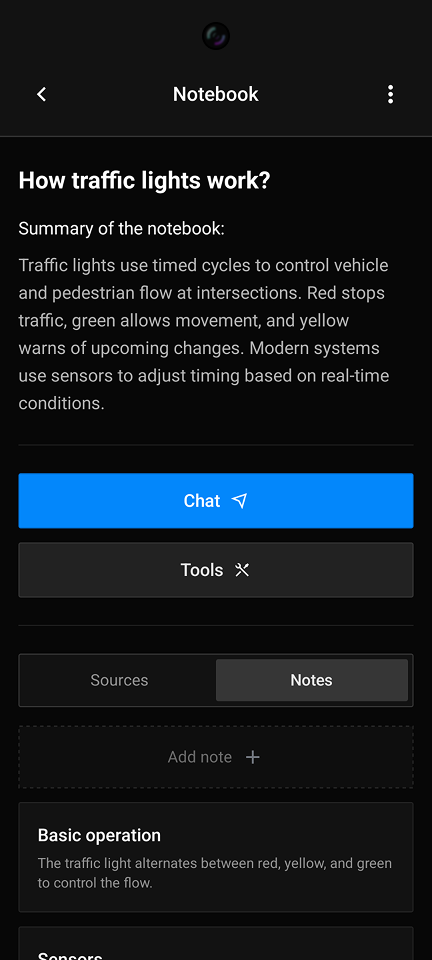 Notebook
How traffic lights work?
Summary of the notebook:
Traffic lights use timed cycles to control vehicle
and pedestrian flow at intersections. Red stops
traffic, green allows movement, and yellow
warns of upcoming changes. Modern systems
use sensors to adjust timing based on real-time
conditions.
Chat
Tools
Sources
Notes
Add note
Basic operation
The traffic light alternates between red, yellow, and green
to control the flow.
Sensors